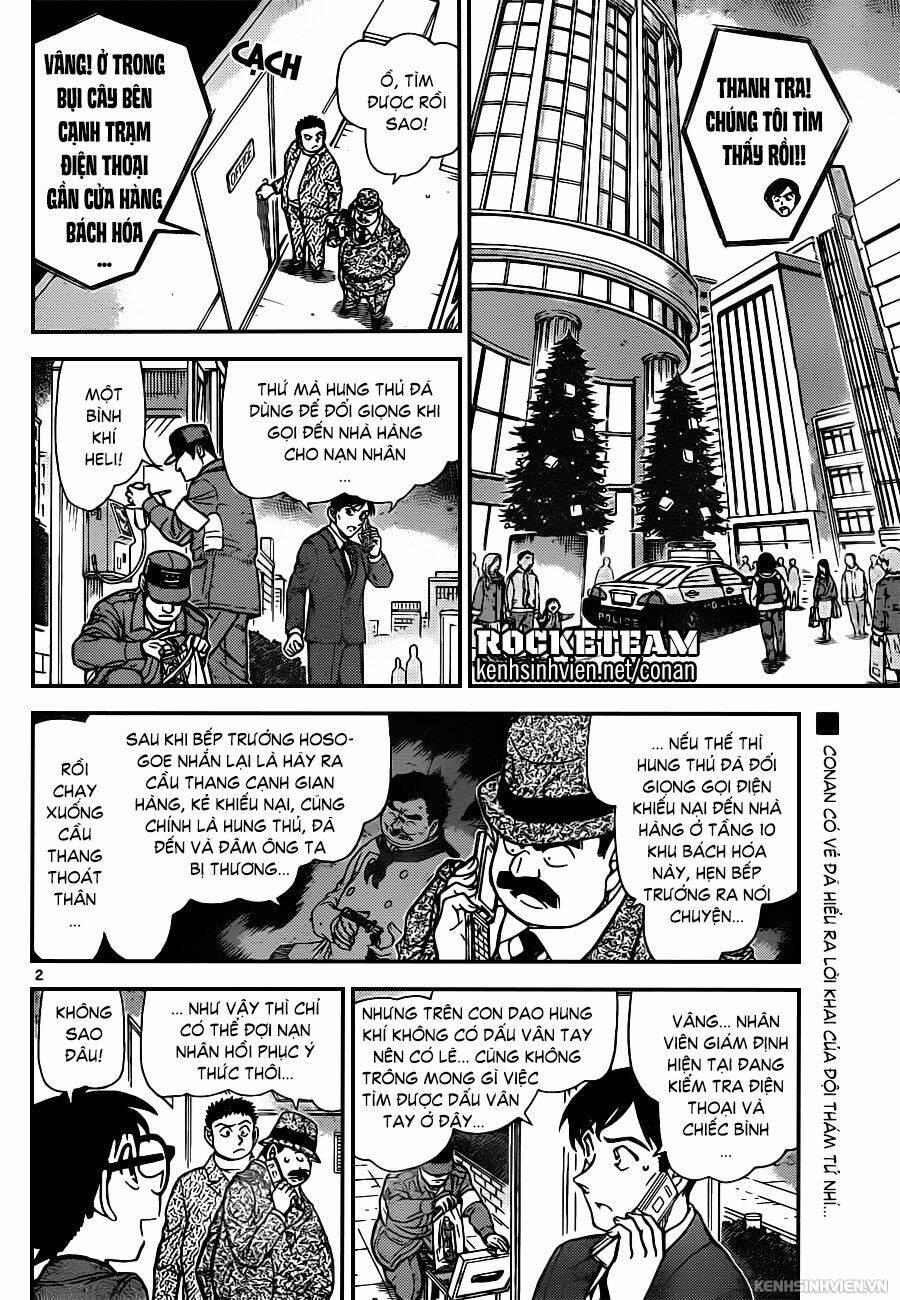 THANH TRA!
CHÚNG TÔI TÌM
THẤY RỒI!!
Ồ, TÌM
ĐƯỢC RỒI
SAO!
CẠCH
VÂNG! Ở TRONG
BỤI CÂY BÊN
CẠNH TRẠM
ĐIỆN THOẠI
GẦN CỬA HÀNG
BÁCH HÓA
...
POLICE
ROCKETEAM
kenhsinhvien.net/conan
THỨ MÀ HUNG THỦ ĐÃ
DÙNG ĐỂ ĐỔI GIỌNG KHI
GỌI ĐẾN NHÀ HÀNG
CHO NẠN NHÂN
...
MỘT
BÌNH
KHÍ
HELI!
CONAN CÓ VẺ ĐÃ HIỂU RA LỜI KHAI CỦA ĐỘI THÁM TỬ NHÍ...
... NẾU THẾ THÌ
HUNG THỦ ĐÃ ĐỔI
GIỌNG GỌI ĐIỆN
KHIẾU NẠI ĐẾN NHÀ
HÀNG Ở TẦNG 10
KHU BÁCH HÓA
NÀY, HẸN BẾP
TRƯỞNG RA NÓI
CHUYỆN...
SAU KHI BẾP TRƯỞNG HOSO-
GOE NHẮN LẠI LÀ HÃY RA
CẦU THANG CẠNH GIAN
HÀNG, KẺ KHIẾU NẠI, CŨNG
CHÍNH LÀ HUNG THỦ, ĐÃ
ĐẾN VÀ ĐÂM ÔNG TA
BỊ THƯƠNG...
RỒI
CHẠY
XUỐNG
CẦU
THANG
THOÁT
THÂN
...
2
VÂNG... NHÂN
VIÊN GIÁM ĐỊNH
HIỆN TẠI ĐANG
KIỂM TRA ĐIỆN
THOẠI VÀ
CHIẾC BÌNH
...
NHƯNG TRÊN CON DAO HUNG
KHÍ KHÔNG CÓ DẤU VÂN TAY
NÊN CÓ LẼ... CŨNG KHÔNG
TRÔNG MONG GÌ VIỆC
TÌM ĐƯỢC DẤU VÂN
TAY Ở ĐÂY...
... NHƯ VẬY THÌ CHỈ
CÓ THỂ ĐỢI NẠN
NHÂN HỒI PHỤC Ý
THỨC THÔI...
KHÔNG
SAO
ĐÂU!
KENHSINHVIEN.VN